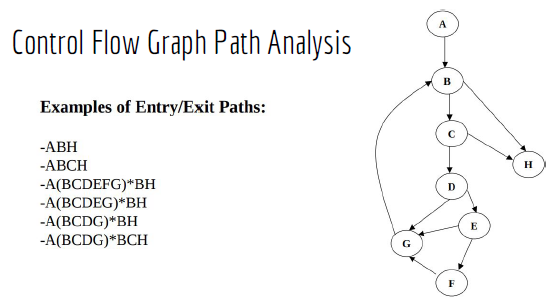 Control Flow Graph Path Analysis
Examples of Entry/Exit Paths:
-ABH
-ABCH
-A(BCDEFG)*BH
-A(BCDEG)*BH
-A(BCDG)*BH
-A(BCDG)*BCH
A
B
C
H
D
E
G
F